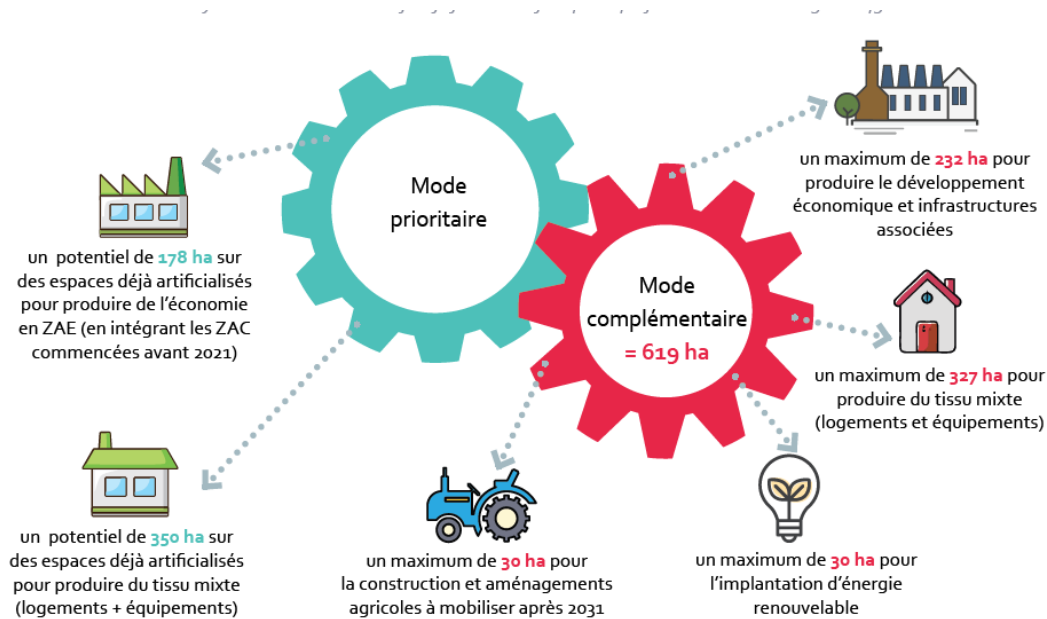 Mode
prioritaire
un potentiel de 178 ha sur
des espaces déjà artificialisés
pour produire de l'économie
en ZAE (en intégrant les ZAC
commencées avant 2021)
un potentiel de 350 ha sur
des espaces déjà artificialisés
pour produire du tissu mixte
(logements + équipements)
Mode
complémentaire
= 619 ha
un maximum de 232 ha pour
produire le développement
économique et infrastructures
associées
un maximum de 327 ha pour
produire du tissu mixte
(logements et équipements)
un maximum de 30 ha pour
la construction et aménagements
agricoles à mobiliser après 2031
un maximum de 30 ha pour
l'implantation d'énergie
renouvelable